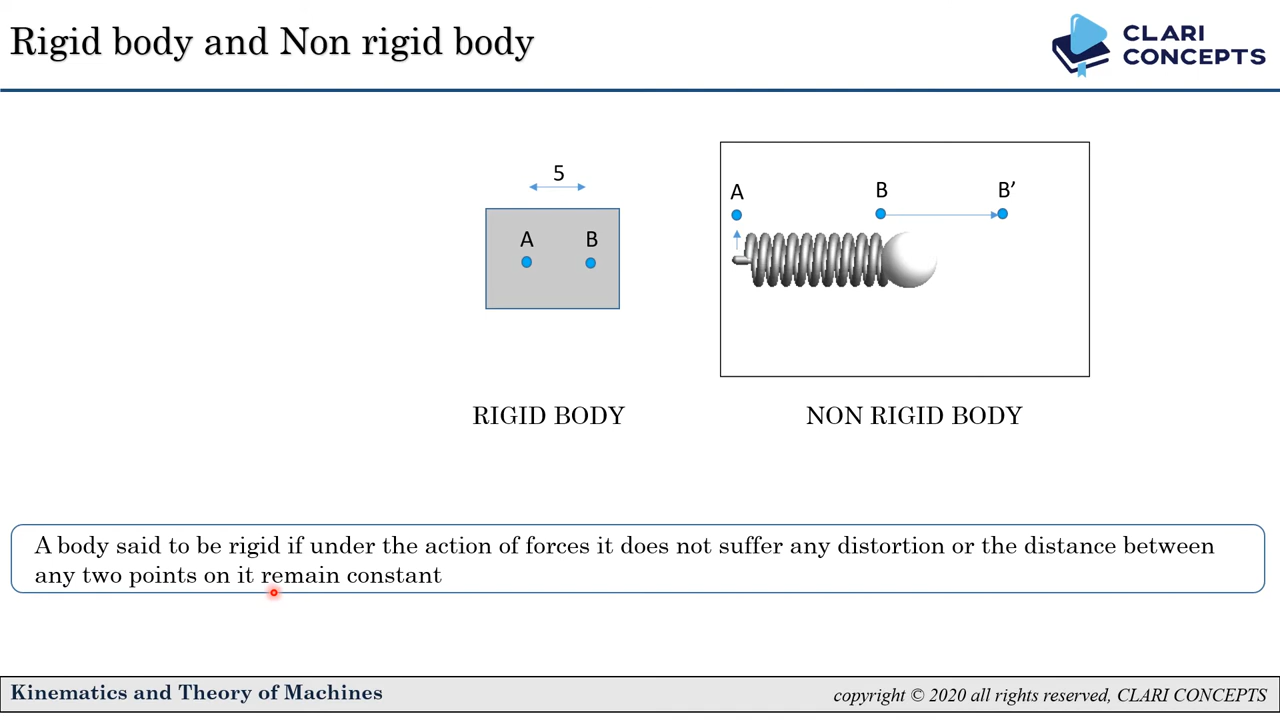 Rigid body and Non rigid body
CLARI
CONCEPTS
5
A B
A B B’
RIGID BODY
NON RIGID BODY
A body said to be rigid if under the action of forces it does not suffer any distortion or the distance between
any two points on it remain constant
Kinematics and Theory of Machines
copyright © 2020 all rights reserved, CLARI CONCEPTS